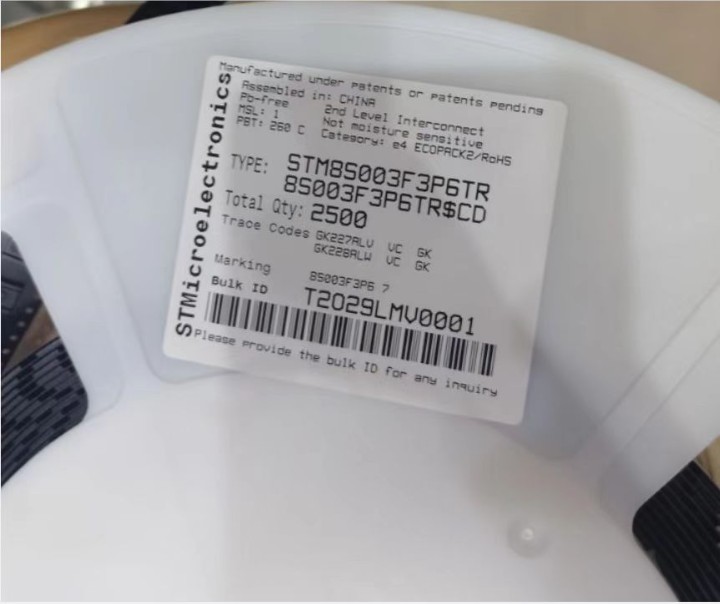 STMicroelectronics
Manufactured under patents or patents pending
Assembled in: CHINA
Pb-free 2nd Level Interconnect
MSL: 1 Not moisture sensitive
PBT: 260 C Category: e4 ECOPACK2/RoHS
TYPE: STM8S003F3P6TR
8S003F3P6TR$CD
Total Qty: 2500
Trace Codes GK227ALV VC GK
GK228ALW VC GK
Marking 8S003F3P6 7
Bulk ID T2029LMV0001
Please provide the bulk ID for any inquiry